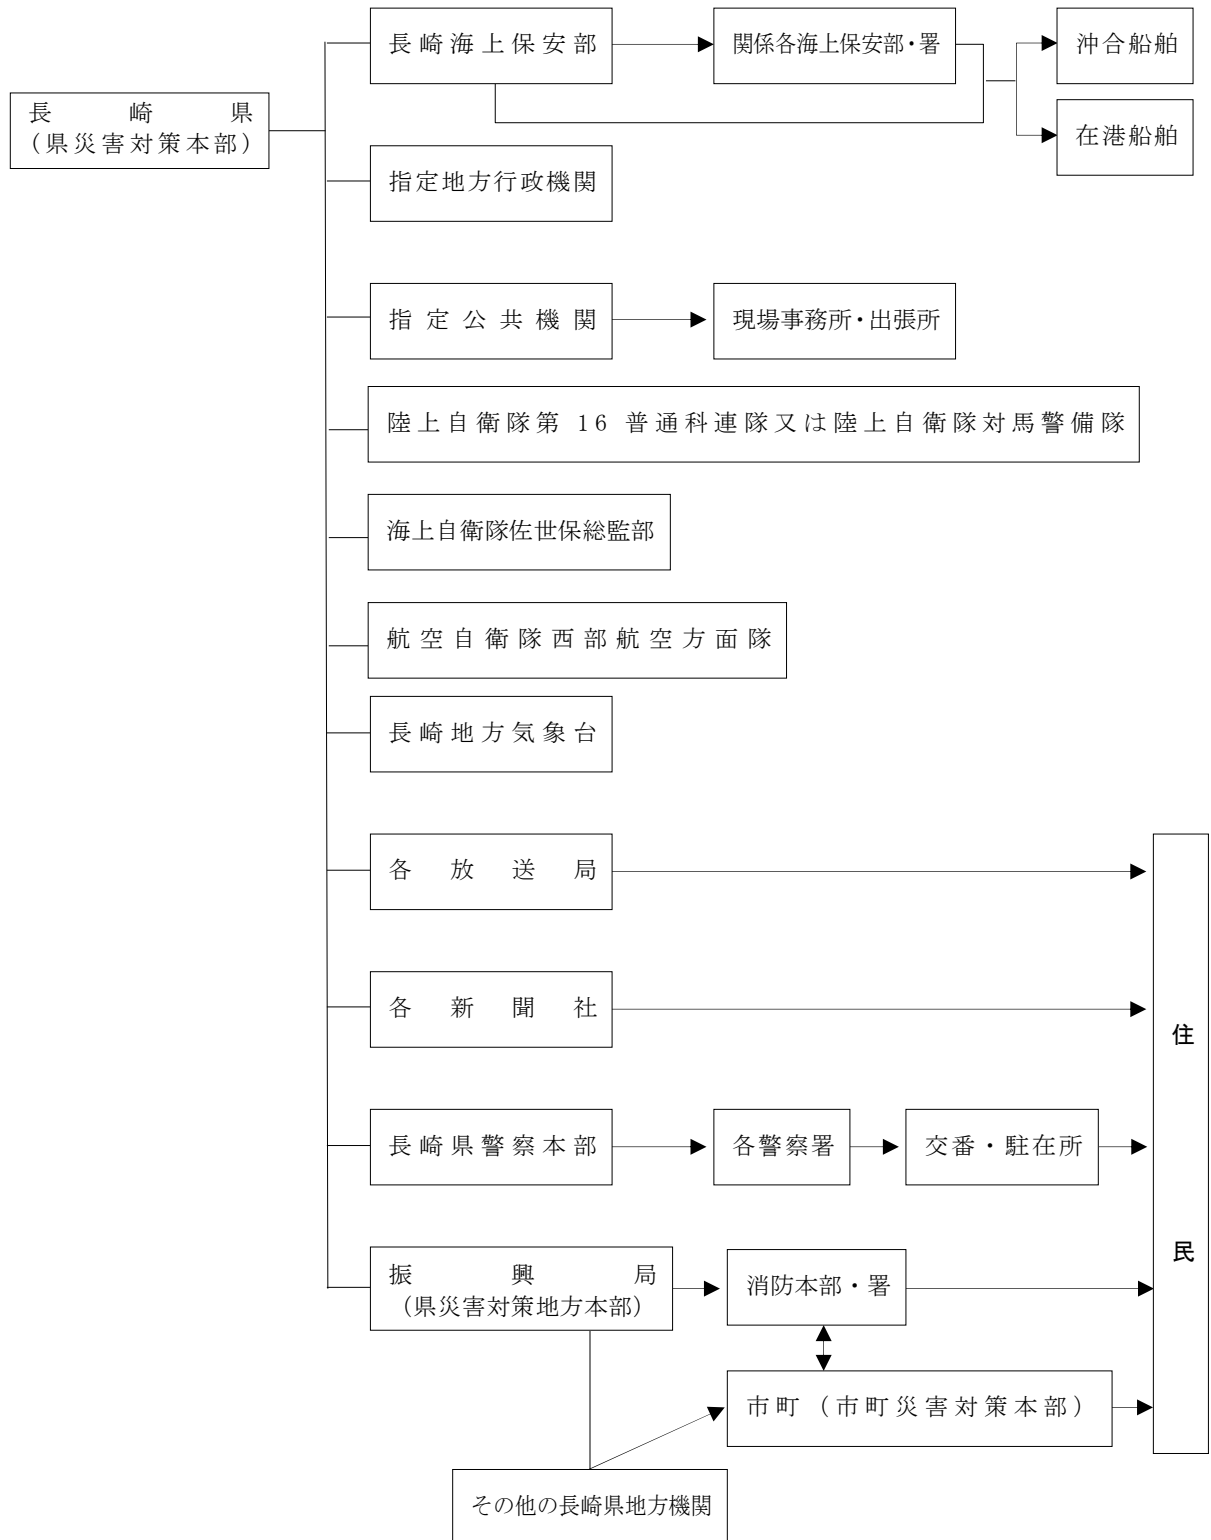 長崎海上保安部
関係各海上保安部・署
沖合船舶
長崎県
（県災害対策本部）
在港船舶
指定地方行政機関
指定公共機関
現場事務所・出張所
陸上自衛隊第 16 普通科連隊又は陸上自衛隊対馬警備隊
海上自衛隊佐世保総監部
航空自衛隊西部航空方面隊
長崎地方気象台
各放送局
各新聞社
住民
長崎県警察本部
各警察署
交番・駐在所
振興局
（県災害対策地方本部）
消防本部・署
市町（市町災害対策本部）
その他の長崎県地方機関